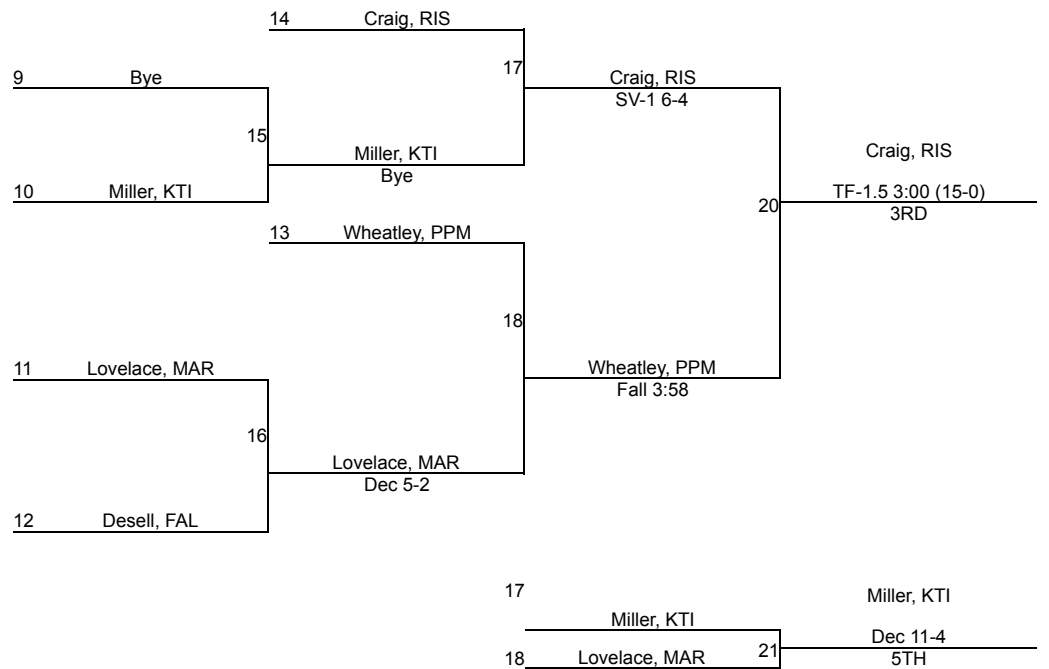 14 Craig, RIS
17
9 Bye
Craig, RIS
SV-1 6-4
15
Miller, KTI
Bye
Craig, RIS
10 Miller, KTI
TF-1.5 3:00 (15-0)
20
3RD
13 Wheatley, PPM
18
11 Lovelace, MAR
Wheatley, PPM
Fall 3:58
16
Lovelace, MAR
Dec 5-2
12 Desell, FAL
17
Miller, KTI
Miller, KTI
Dec 11-4
21
18 Lovelace, MAR
5TH